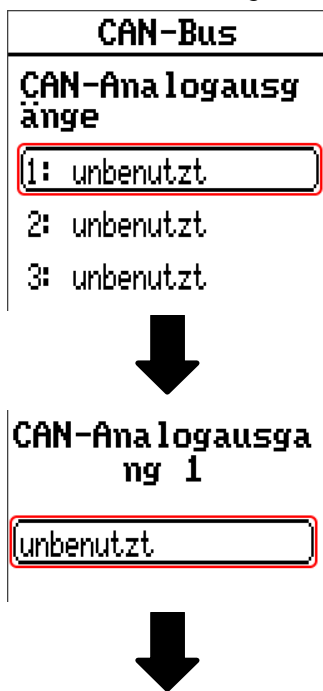 CAN-Bus
CAN-Analogausg
änge
1: unbenutzt
2: unbenutzt
3: unbenutzt
CAN-Analogausga
ng 1
unbenutzt